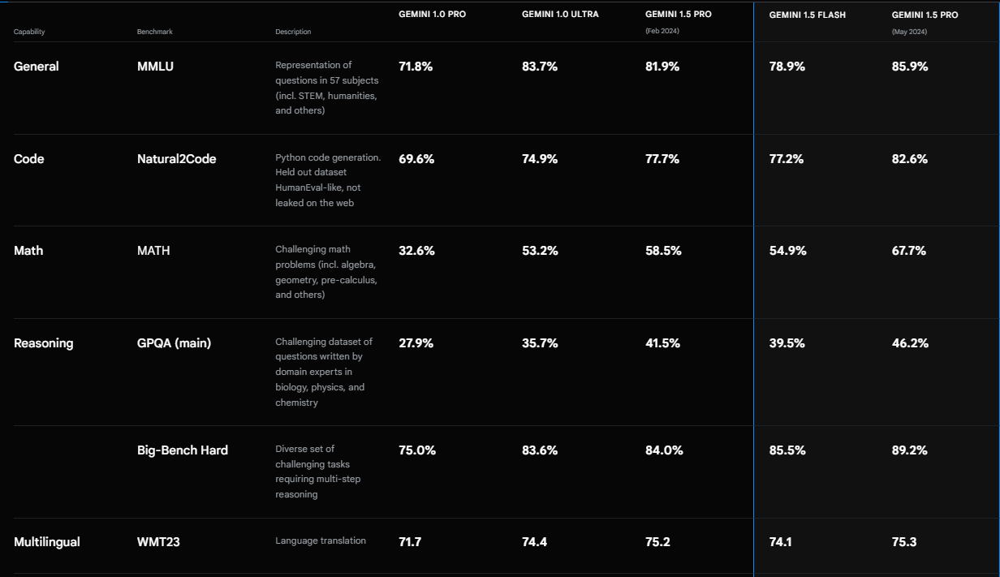 GEMINI 1.0 PRO GEMINI 1.0 ULTRA GEMINI 1.5 PRO GEMINI 1.5 FLASH GEMINI 1.5 PRO
Capability Benchmark Description (Feb 2024) (May 2024)
General MMLU Representation of 71.8% 83.7% 81.9% 78.9% 85.9%
questions in 57 subjects
(incl. STEM, humanities,
and others)
Code Natural2Code Python code generation. 69.6% 74.9% 77.7% 77.2% 82.6%
Held out dataset
HumanEval-like, not
leaked on the web
Math MATH Challenging math 32.6% 53.2% 58.5% 54.9% 67.7%
problems (incl. algebra,
geometry, pre-calculus,
and others)
Reasoning GPQA (main) Challenging dataset of 27.9% 35.7% 41.5% 39.5% 46.2%
questions written by
domain experts in
biology, physics, and
chemistry
Big-Bench Hard Diverse set of 75.0% 83.6% 84.0% 85.5% 89.2%
challenging tasks
requiring multi-step
reasoning
Multilingual WMT23 Language translation 71.7 74.4 75.2 74.1 75.3